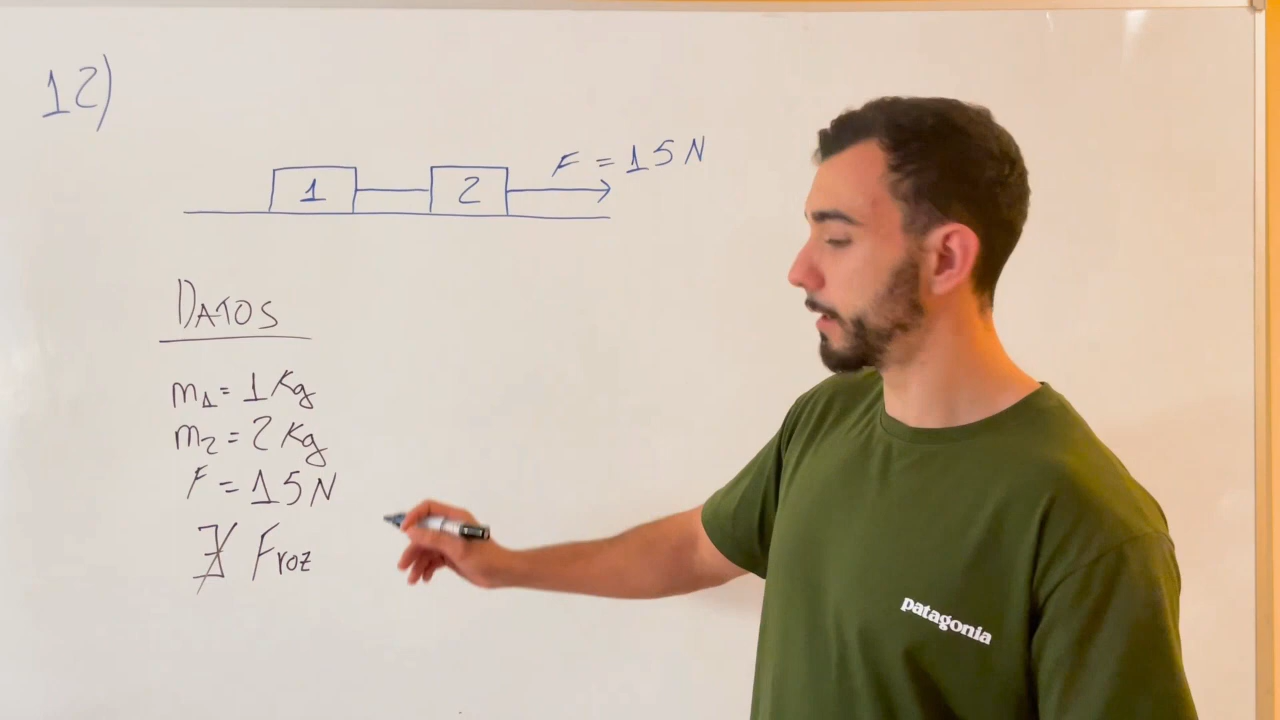 12)
F = 15 N
1 2
DATOS
m1 = 1 Kg
m2 = 2 Kg
F = 15 N
∄ Froz
patagonia